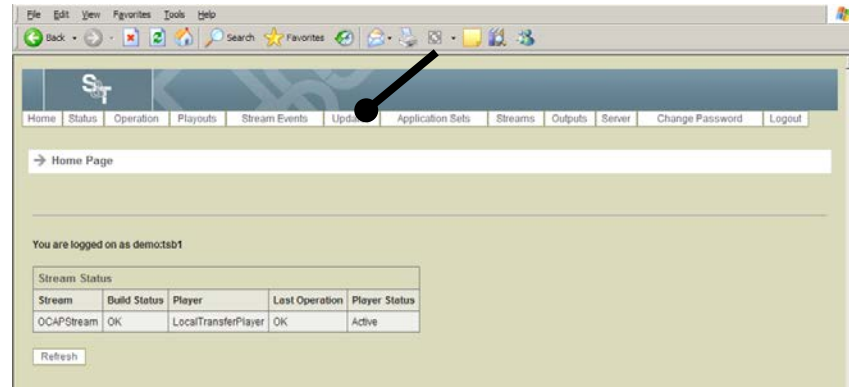 File Edit View Favorites Tools Help
Back Search Favorites
S T
Home Status Operation Playouts Stream Events Application Sets Streams Outputs Server Change Password Logout
Home Page
You are logged on as demo:tsb1
Stream Status
Stream Build Status Player Last Operation Player Status
OCAPStream OK LocalTransferPlayer OK Active
Refresh